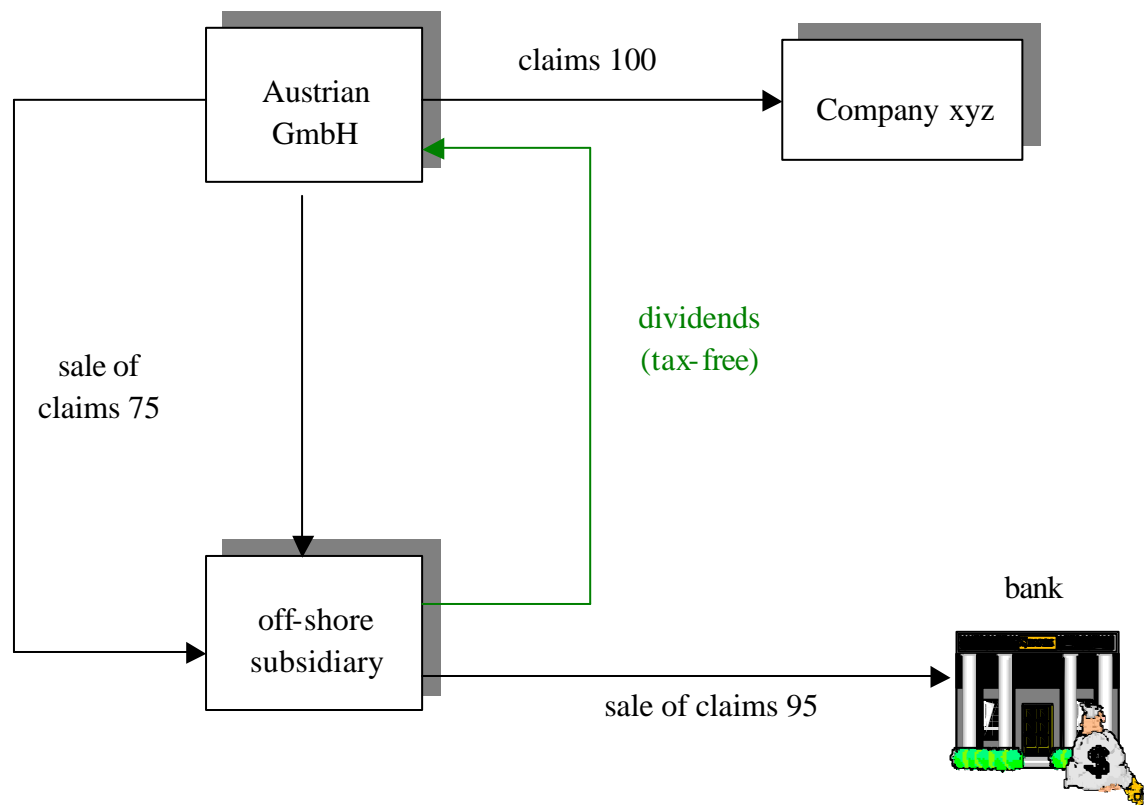 claims 100
Austrian
GmbH
Company xyz
dividends
(tax-free)
sale of
claims 75
bank
off-shore
subsidiary
sale of claims 95
$